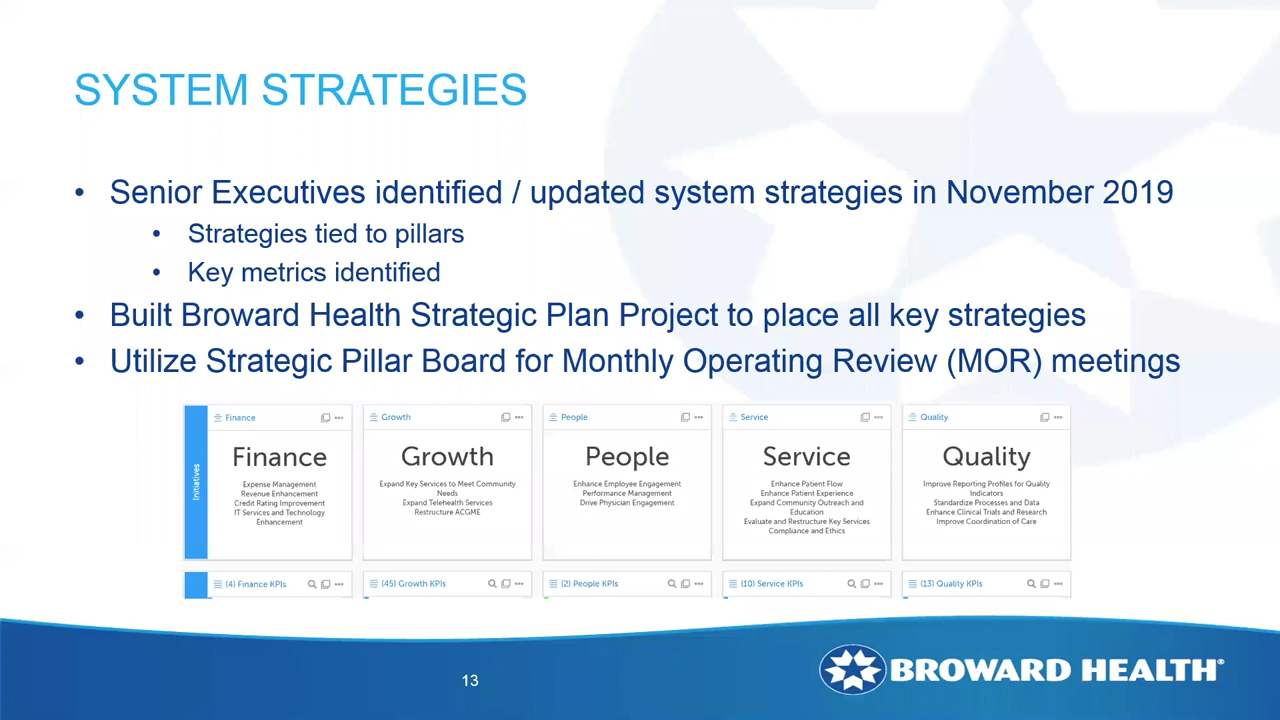 SYSTEM STRATEGIES
• Senior Executives identified / updated system strategies in November 2019
• Strategies tied to pillars
• Key metrics identified
• Built Broward Health Strategic Plan Project to place all key strategies
• Utilize Strategic Pillar Board for Monthly Operating Review (MOR) meetings
Initiatives
Finance
Finance
Expense Management
Revenue Enhancement
Credit Rating Improvement
IT Services and Technology
Enhancement
Growth
Growth
Expand Key Services to Meet Community
Needs
Expand Telehealth Services
Restructure ACGME
People
People
Enhance Employee Engagement
Performance Management
Drive Physician Engagement
Service
Service
Enhance Patient Flow
Enhance Patient Experience
Expand Community Outreach and
Education
Evaluate and Restructure Key Services
Compliance and Ethics
Quality
Quality
Improve Reporting Profiles for Quality
Indicators
Standardize Processes and Data
Enhance Clinical Trials and Research
Improve Coordination of Care
(4) Finance KPIs
(45) Growth KPIs
(2) People KPIs
(10) Service KPIs
(13) Quality KPIs
13
BROWARD HEALTH®